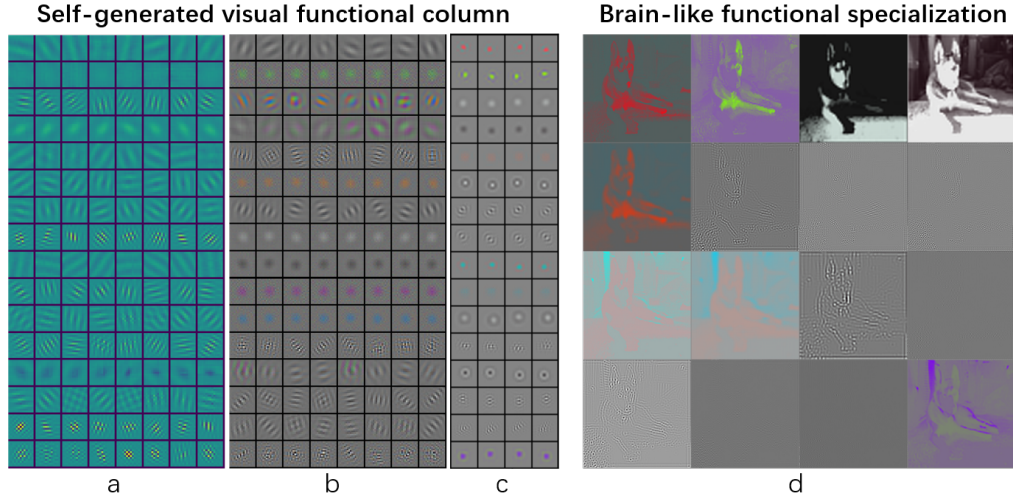 Self-generated visual functional column
Brain-like functional specialization
a
b
c
d